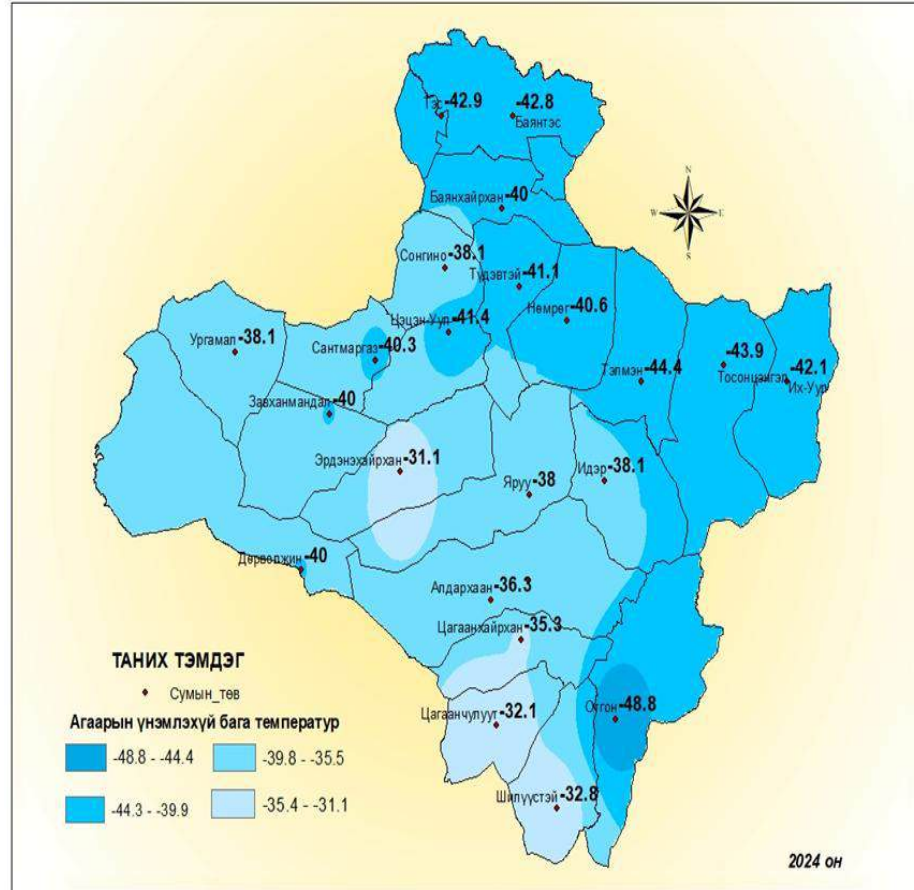 Тэс -42.9
-42.8
Баянтэс
Баянхайрхан -40
N
W E
S
Сонгино -38.1
Түдэвтэй -41.1
Нөмрөг -40.6
Цэцэн-Уул -41.4
Ургамал -38.1
Сантмаргаз -40.3
Тэлмэн -44.4
-43.9
Тосонцэнгэл
-42.1
Их-Уур
Завханмандал -40
Эрдэнэхайрхан -31.1
Яруу -38
Идэр -38.1
Дөрвөлжин -40
Алдархаан -36.3
Цагаанхайрхан -35.3
Цагаанчулуут -32.1
Отгон -48.8
Шилүүстэй -32.8
ТАНИХ ТЭМДЭГ
Сумын_төв
Агаарын үнэмлэхүй бага температур
-48.8 - -44.4
-39.8 - -35.5
-44.3 - -39.9
-35.4 - -31.1
2024 он